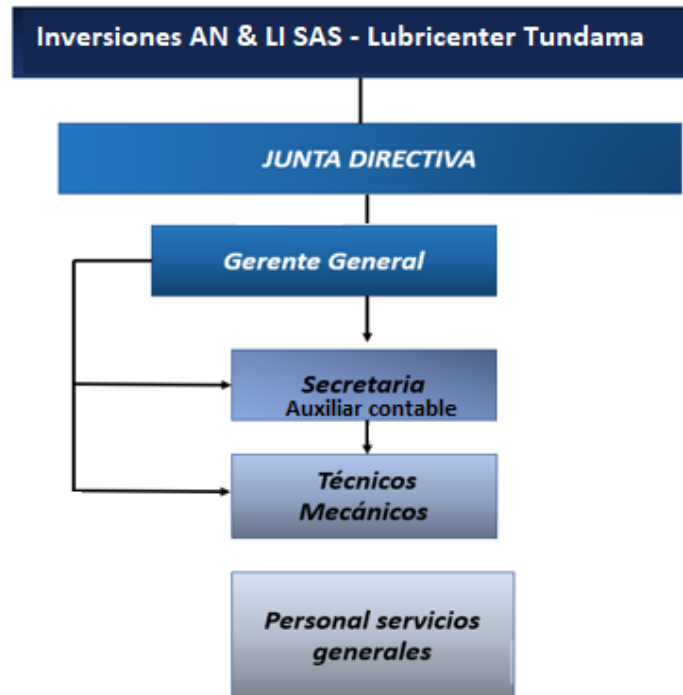 Inversiones AN & LI SAS - Lubricenter Tundama
JUNTA DIRECTIVA
Gerente General
Secretaria
Auxiliar contable
Técnicos
Mecánicos
Personal servicios
generales